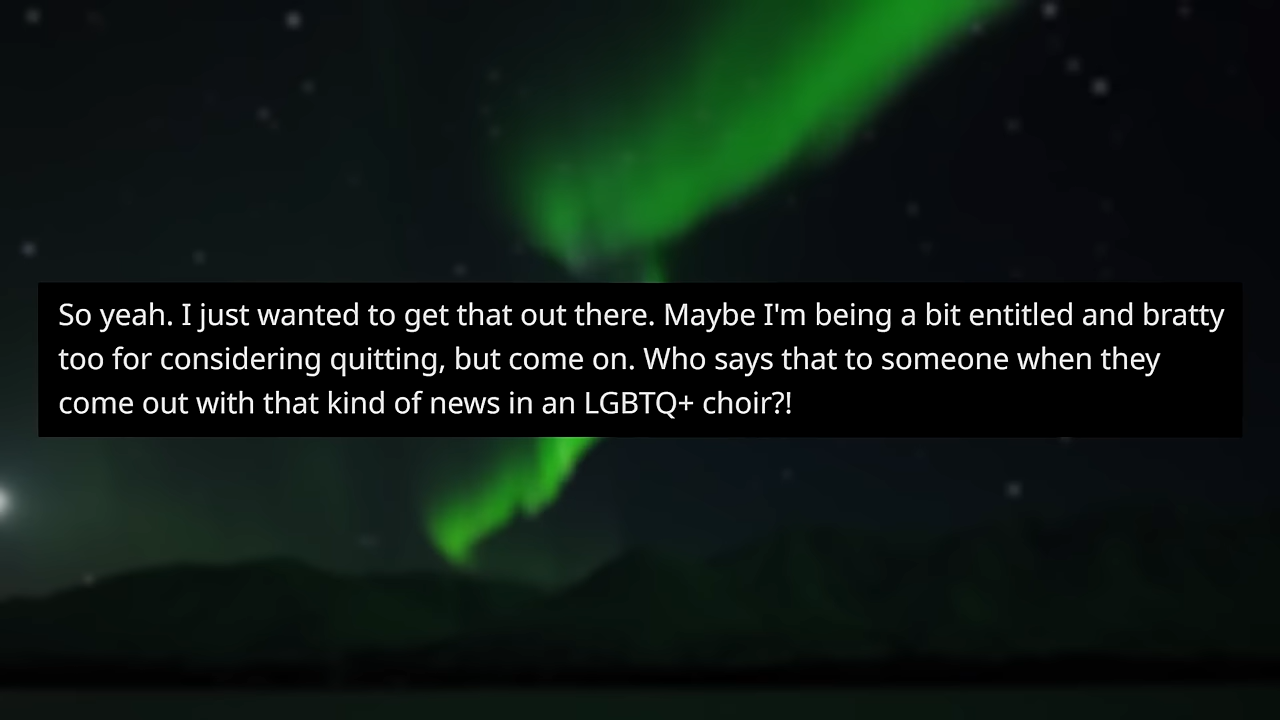 So yeah. I just wanted to get that out there. Maybe I'm being a bit entitled and bratty
too for considering quitting, but come on. Who says that to someone when they
come out with that kind of news in an LGBTQ+ choir?!